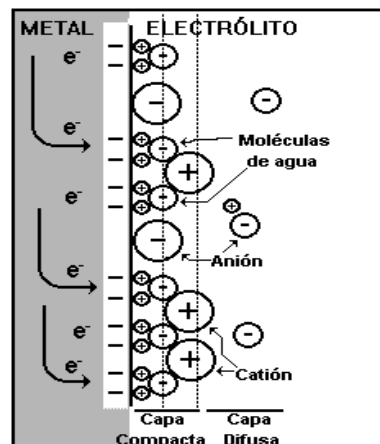 METAL ELECTRÓLITO
e-
e-
Moléculas
de agua
e-
Anión
e-
e-
Catión
e-
Capa Capa
Compacta Difusa